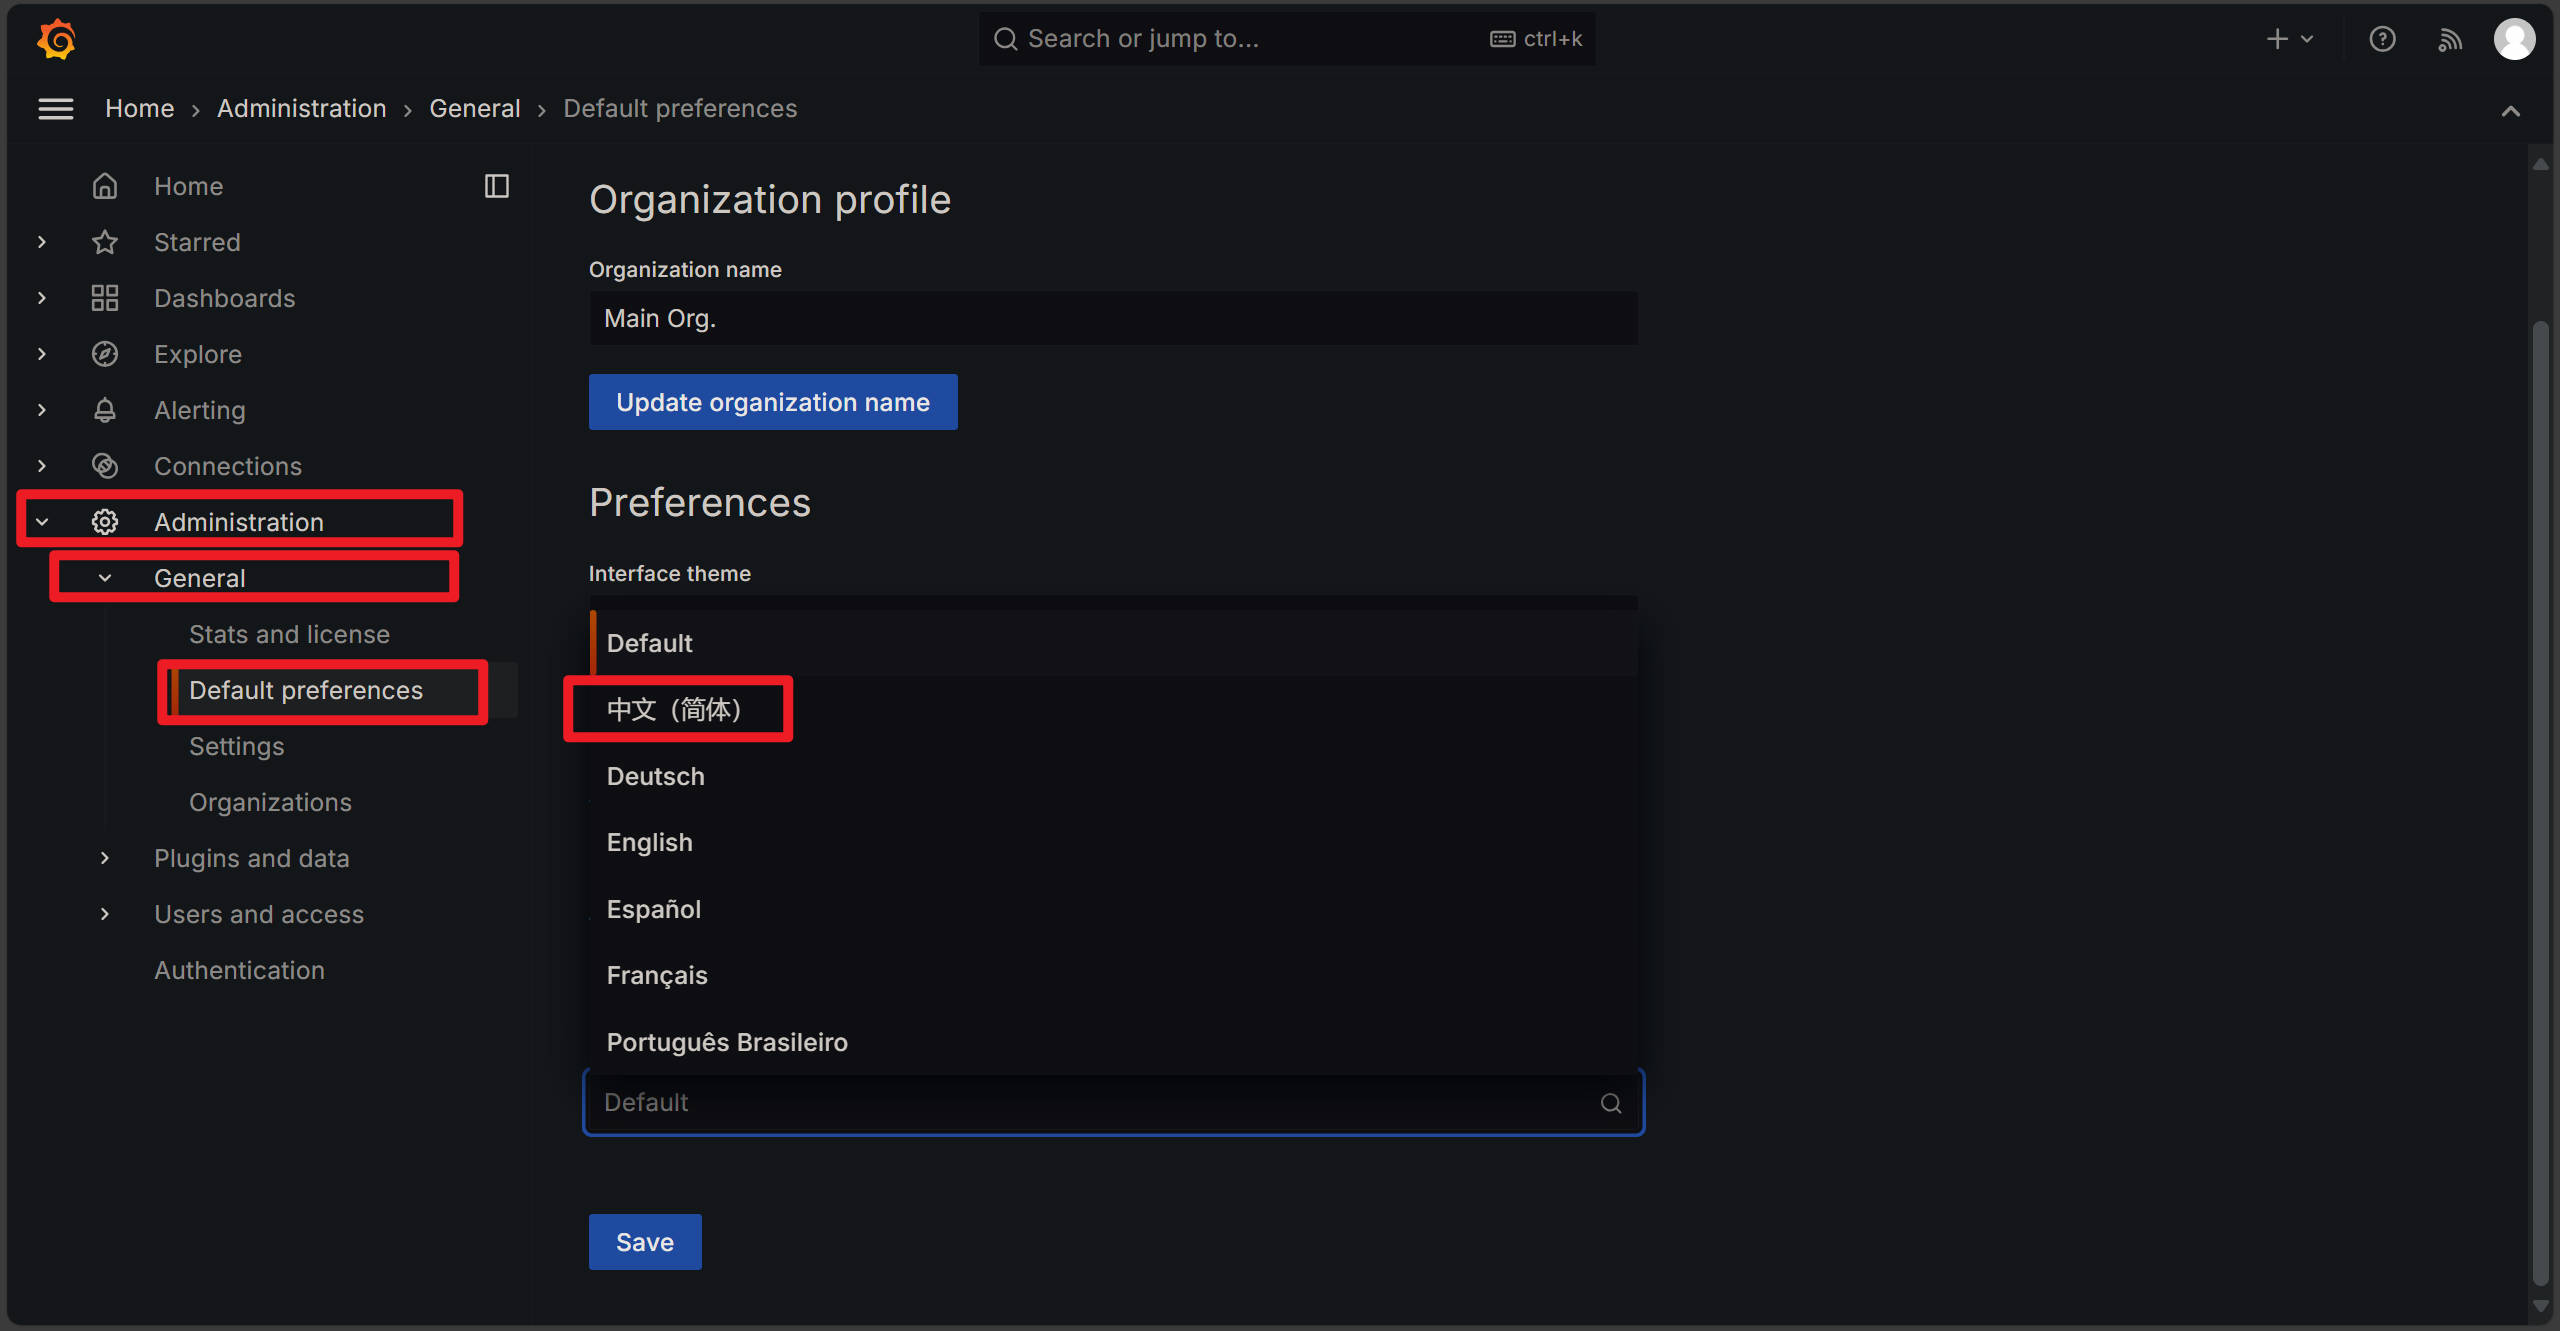 Search or jump to...
ctrl+k
Home › Administration › General › Default preferences
Home
Starred
Dashboards
Explore
Alerting
Connections
Administration
General
Stats and license
Default preferences
Settings
Organizations
Plugins and data
Users and access
Authentication
Organization profile
Organization name
Main Org.
Update organization name
Preferences
Interface theme
Default
中文（简体）
Deutsch
English
Español
Français
Português Brasileiro
Default
Save